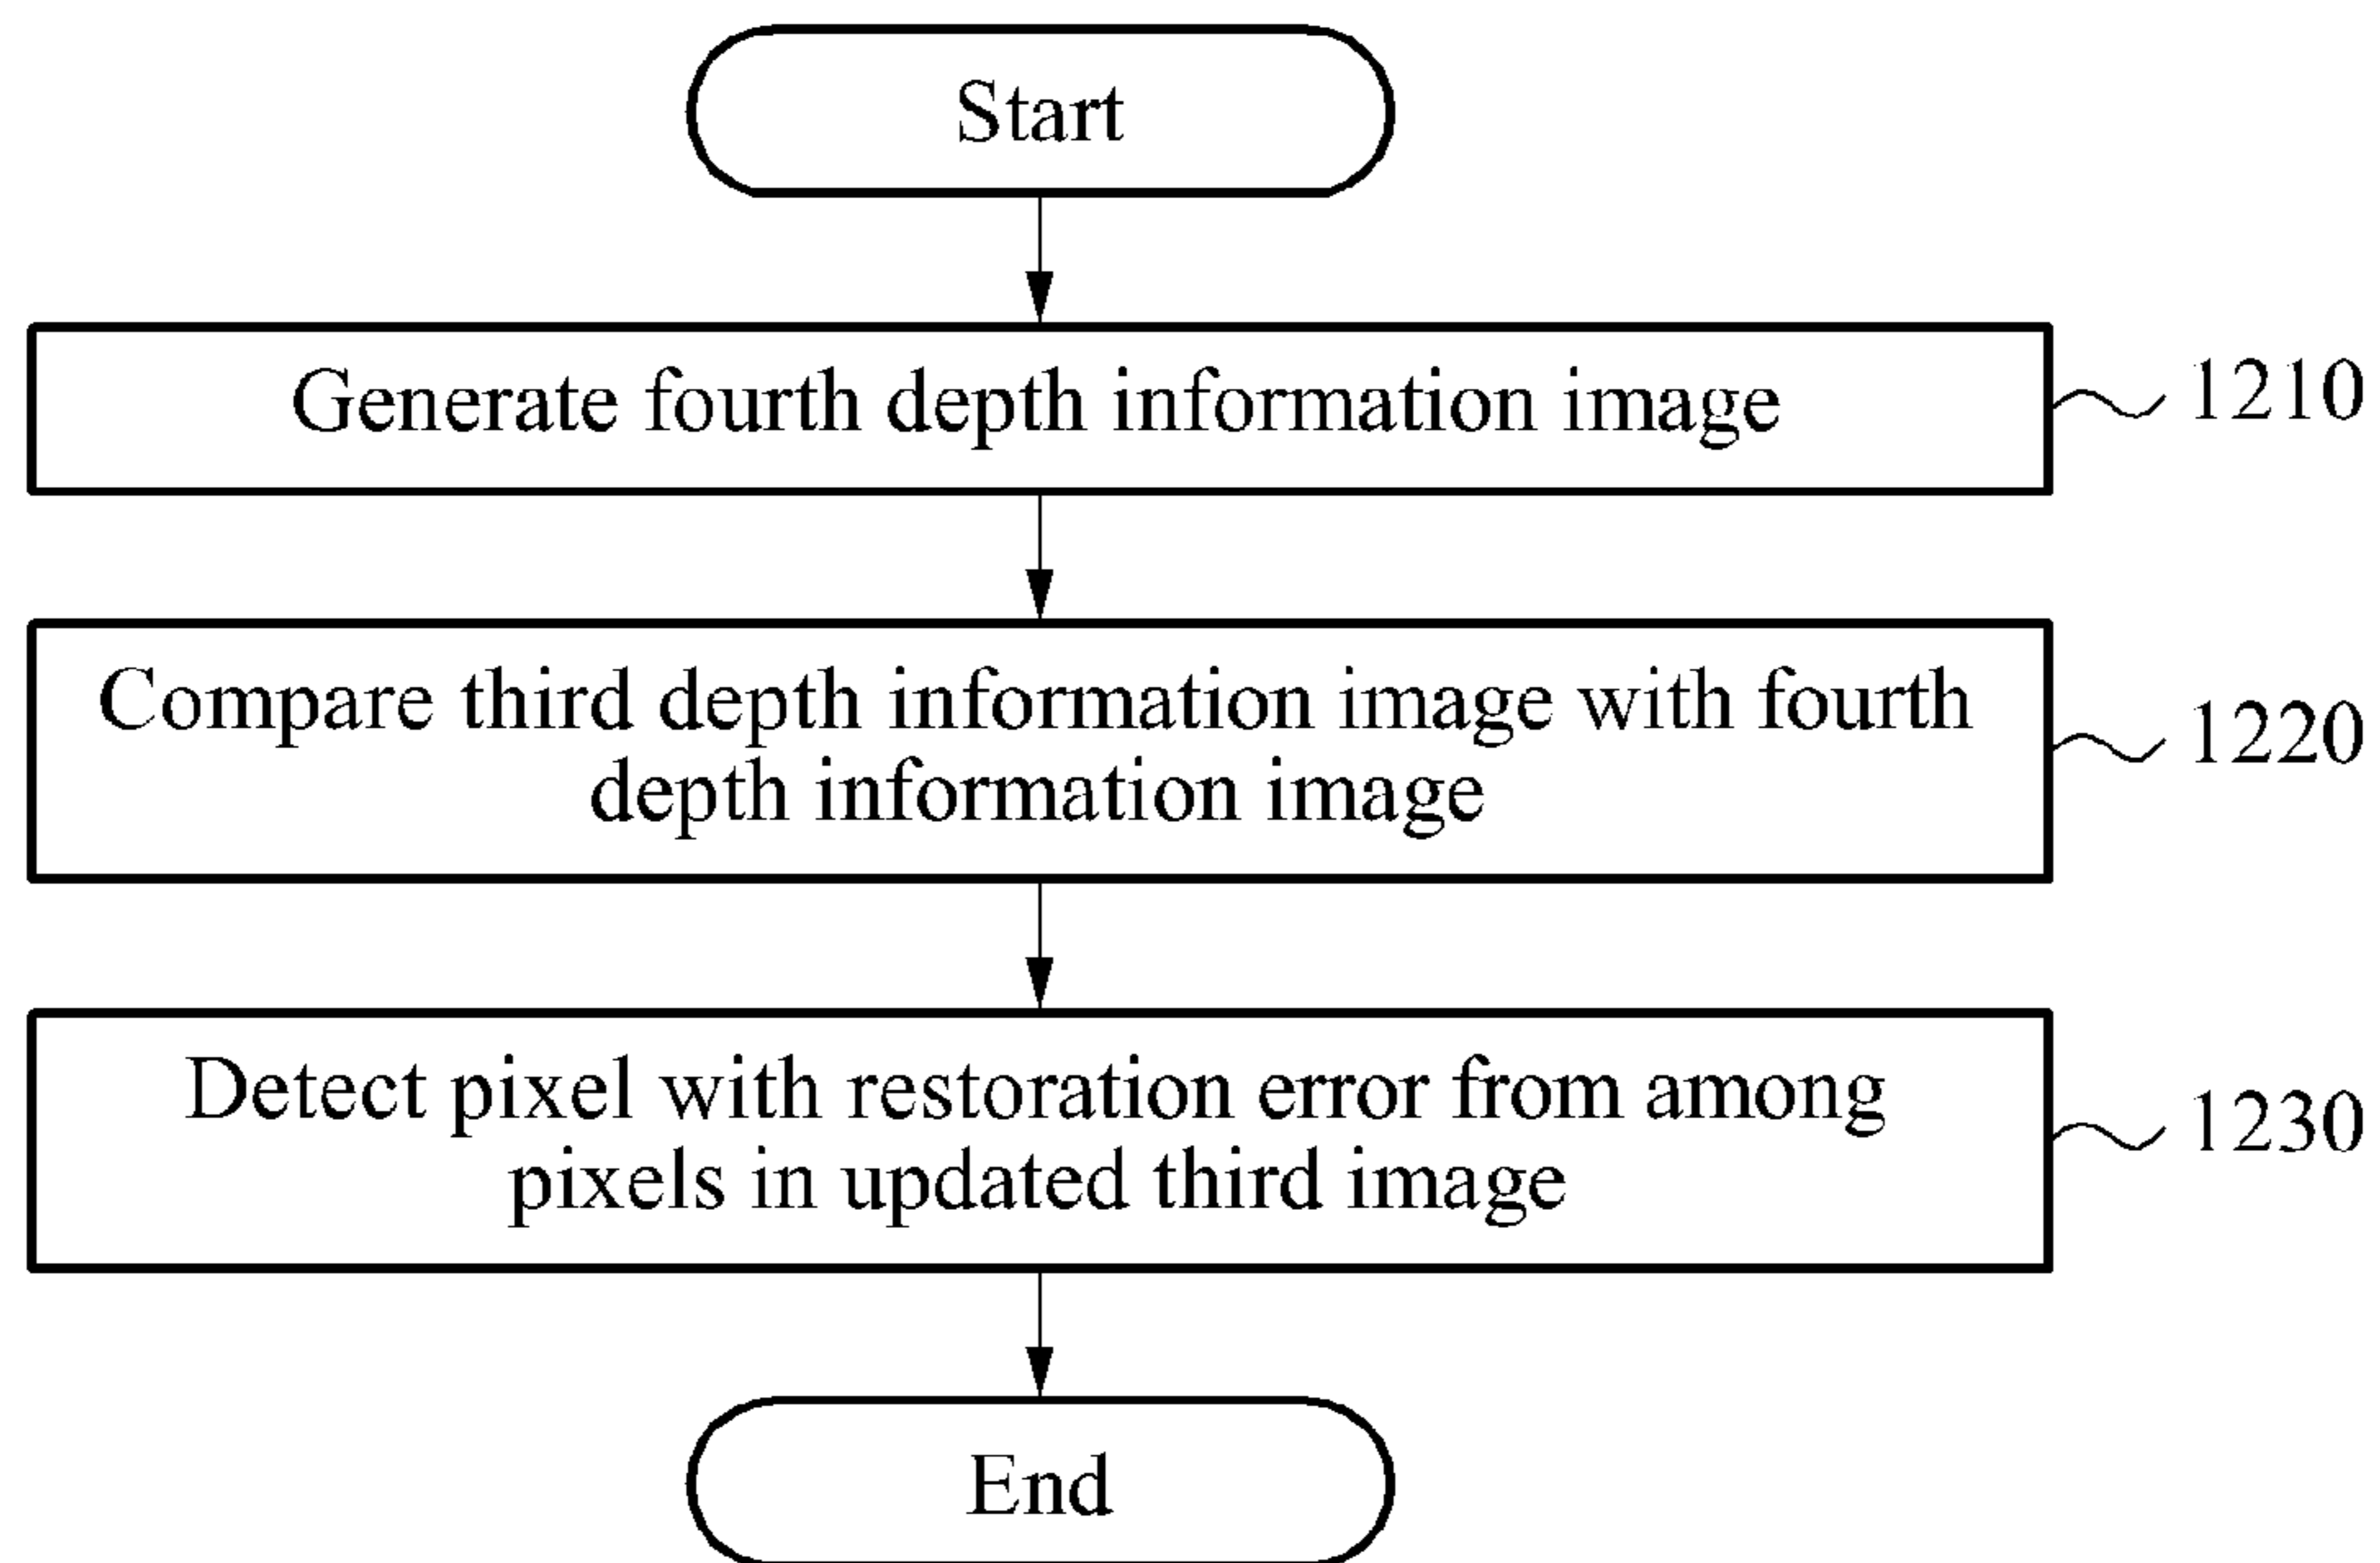 Start
Generate fourth depth information image
1210
Compare third depth information image with fourth
depth information image
1220
Detect pixel with restoration error from among
pixels in updated third image
1230
End